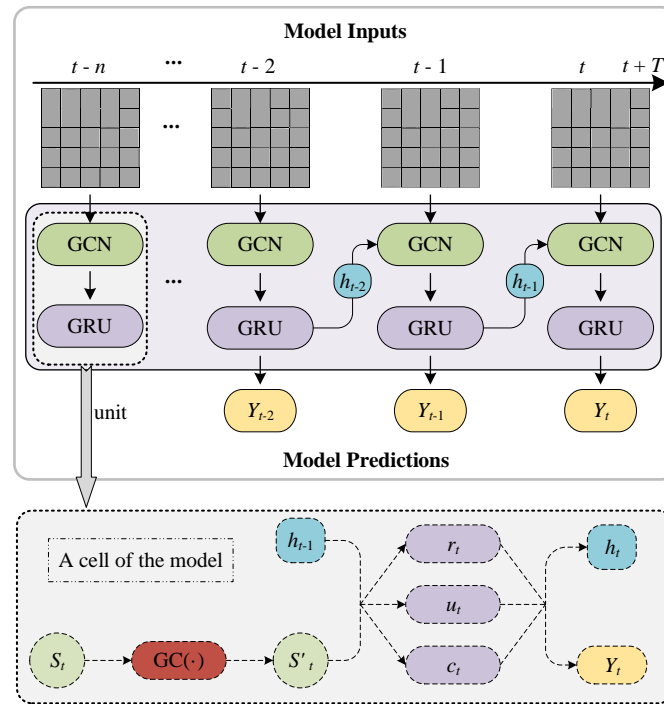 Model Inputs
t - n ... t - 2 t - 1 t t + T
...
GCN GCN GCN GCN
... h_{t-2} h_{t-1}
GRU GRU GRU GRU
unit Y_{t-2} Y_{t-1} Y_t
Model Predictions
h_{t-1} r_t h_t
A cell of the model
u_t
S_t GC(·) S'_t c_t Y_t